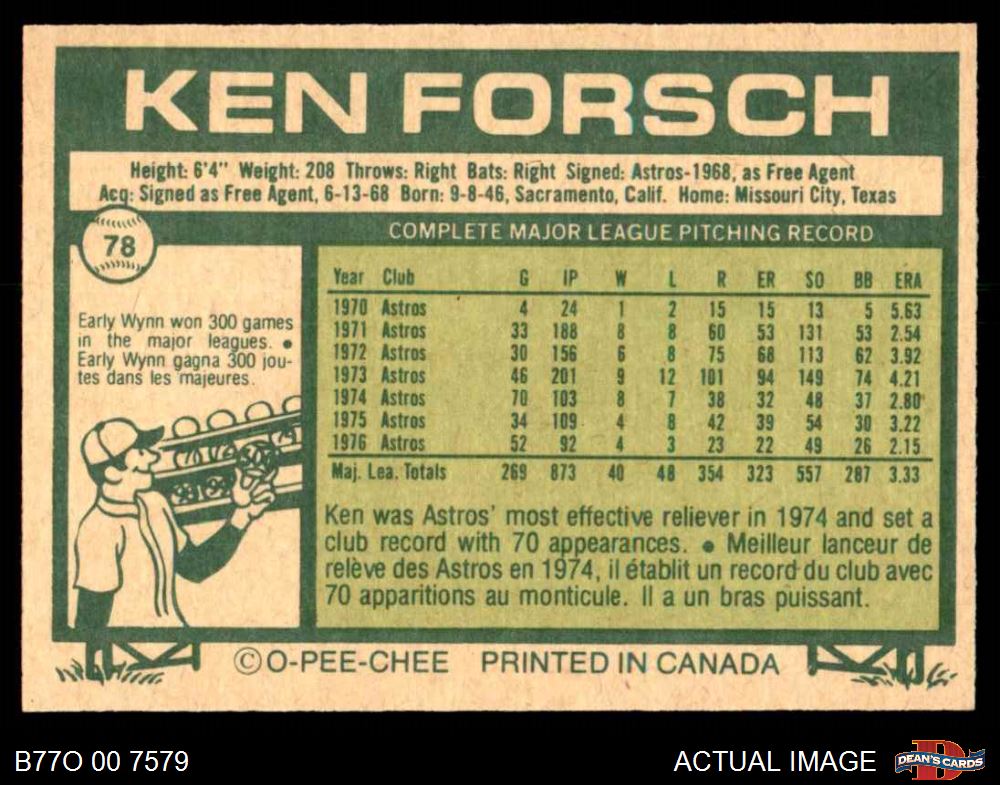 KEN FORSCH
Height: 6'4" Weight: 208 Throws: Right Bats: Right Signed: Astros-1968, as Free Agent
Acq: Signed as Free Agent, 6-13-68 Born: 9-8-46, Sacramento, Calif. Home: Missouri City, Texas
78
COMPLETE MAJOR LEAGUE PITCHING RECORD
Early Wynn won 300 games
in the major leagues. ●
Early Wynn gagna 300 jou-
tes dans les majeures.
Year Club G IP W L R ER SO BB ERA
1970 Astros 4 24 1 2 15 15 13 5 5.63
1971 Astros 33 188 8 8 60 53 131 53 2.54
1972 Astros 30 156 6 8 75 68 113 62 3.92
1973 Astros 46 201 9 12 101 94 149 74 4.21
1974 Astros 70 103 8 7 38 32 48 37 2.80
1975 Astros 34 109 4 8 42 39 54 30 3.22
1976 Astros 52 92 4 3 23 22 49 26 2.15
Maj. Lea. Totals 269 873 40 48 354 323 557 287 3.33
Ken was Astros' most effective reliever in 1974 and set a
club record with 70 appearances. ● Meilleur lanceur de
relève des Astros en 1974, il établit un record du club avec
70 apparitions au monticule. Il a un bras puissant.
© O-PEE-CHEE PRINTED IN CANADA
B77O 00 7579
ACTUAL IMAGE
DEAN'S CARDS